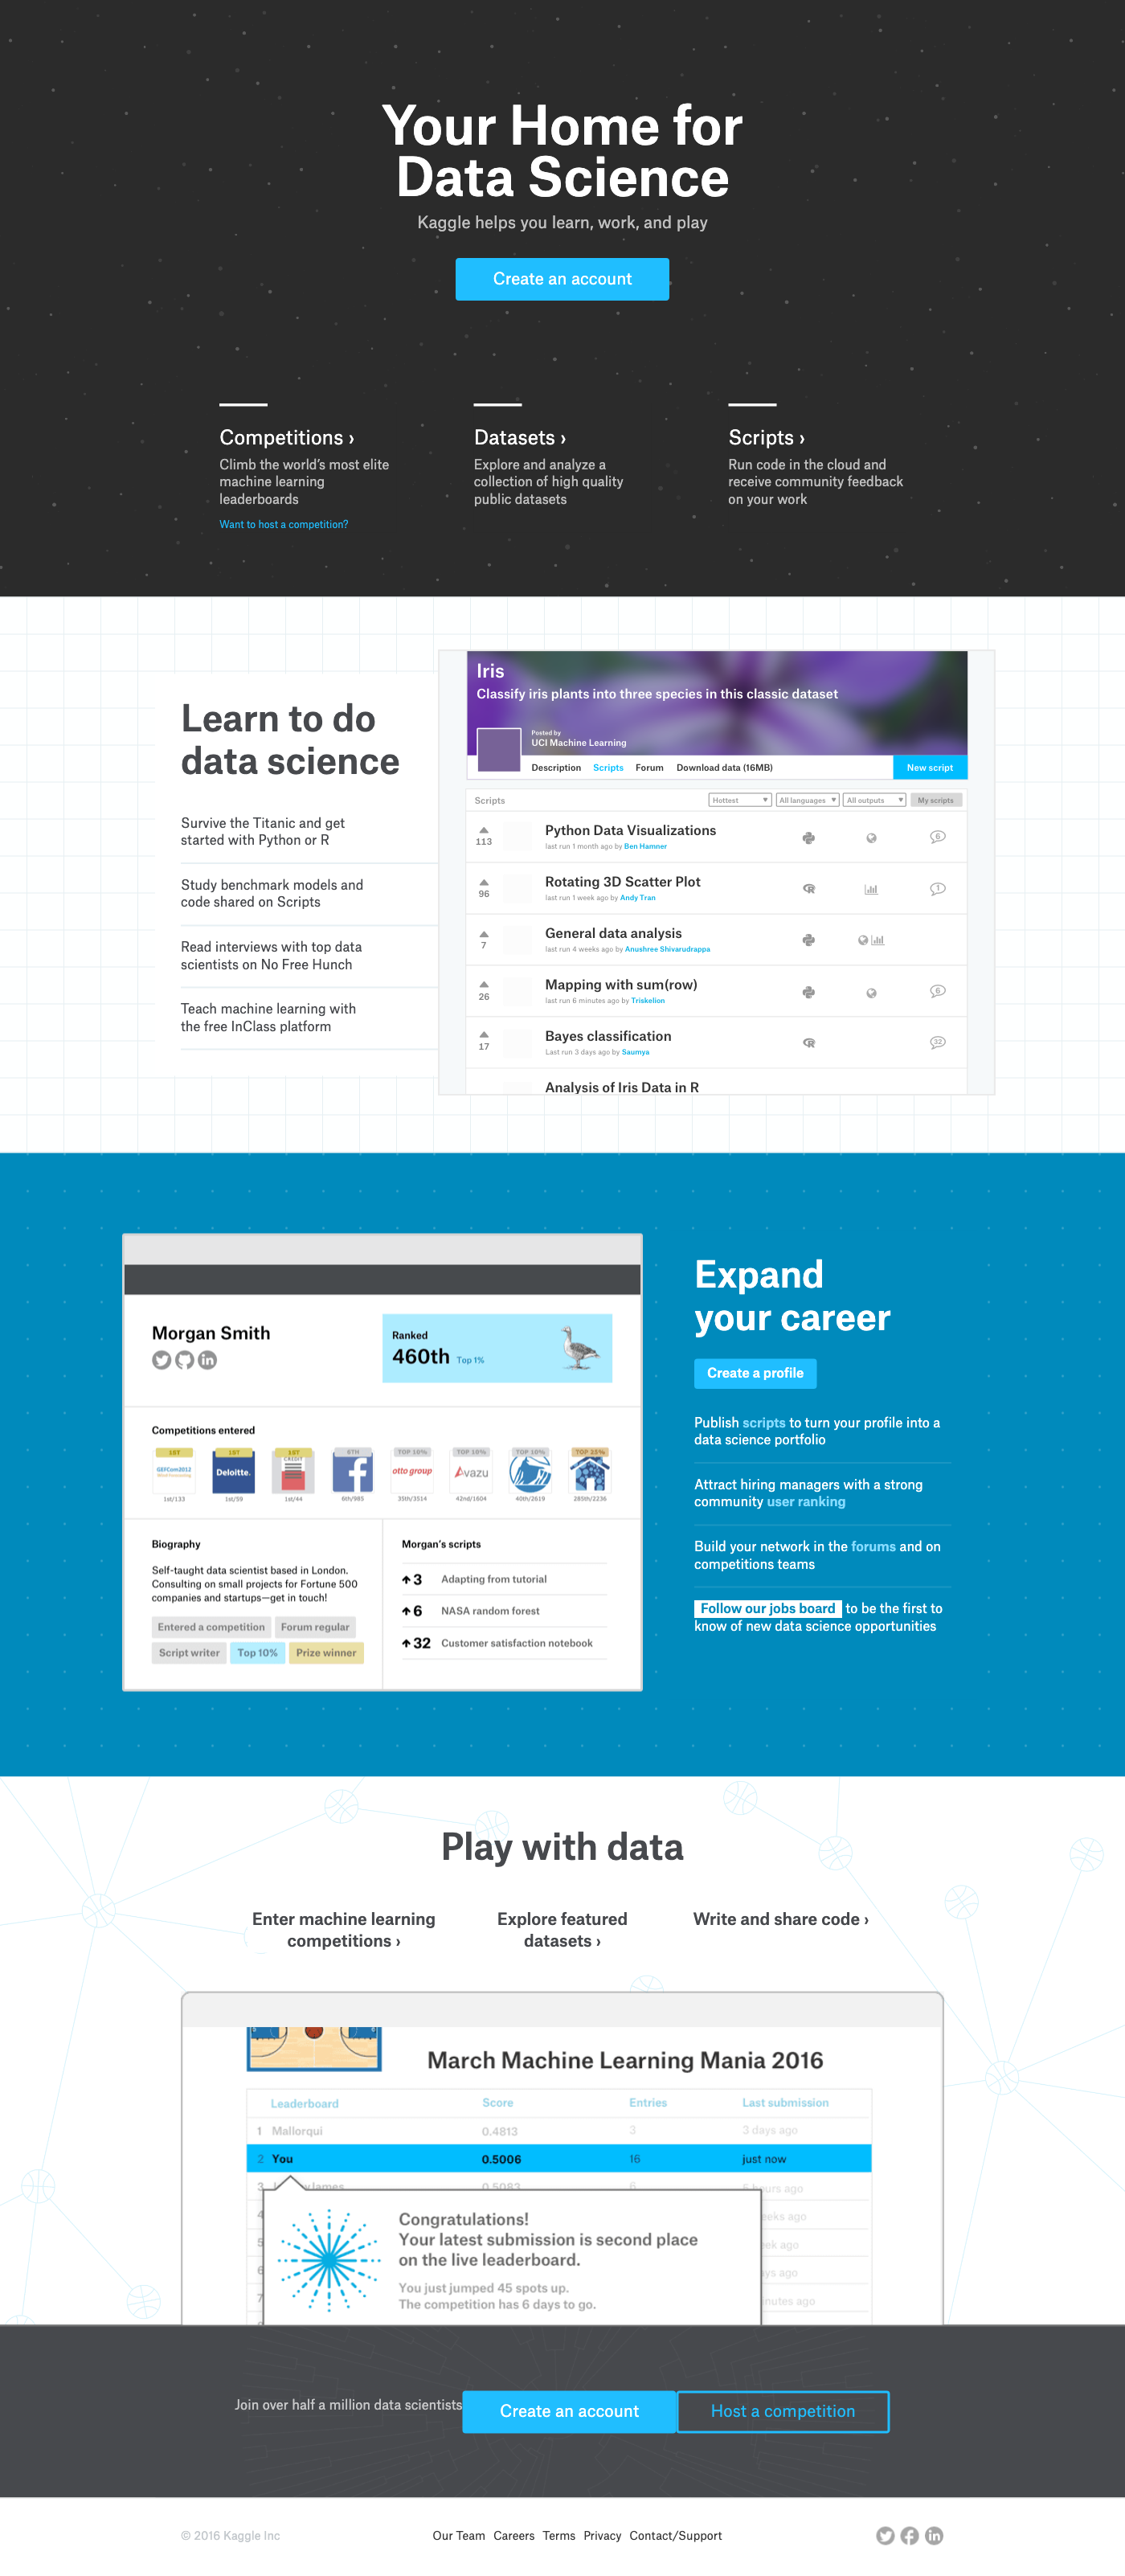 Your Home for
Data Science
Kaggle helps you learn, work, and play
Create an account
Competitions ›
Climb the world's most elite
machine learning
leaderboards
Want to host a competition?
Datasets ›
Explore and analyze a
collection of high quality
public datasets
Scripts ›
Run code in the cloud and
receive community feedback
on your work
Learn to do
data science
Survive the Titanic and get
started with Python or R
Study benchmark models and
code shared on Scripts
Read interviews with top data
scientists on No Free Hunch
Teach machine learning with
the free InClass platform
Iris
Classify iris plants into three species in this classic dataset
Posted by
UCI Machine Learning
Description Scripts Forum Download data (16MB) New script
Scripts Hottest All languages All outputs My scripts
Python Data Visualizations
113 last run 1 month ago by Ben Hamner 6
Rotating 3D Scatter Plot
96 last run 1 week ago by Andy Tran 1
General data analysis
7 last run 4 weeks ago by Anushree Shivarudrappa
Mapping with sum(row)
26 last run 6 minutes ago by Triskelion 6
Bayes classification
17 Last run 3 days ago by Saumya 32
Analysis of Iris Data in R
Morgan Smith
Ranked
460th Top 1%
Competitions entered
1ST 1ST 1ST 6TH TOP 10% TOP 10% TOP 10% TOP 15%
GEFCom2012 Deloitte. CREDIT otto group Avazu
1st/133 1st/59 1st/44 6th/985 35th/3514 42nd/1604 40th/2619 285th/2236
Biography
Self-taught data scientist based in London.
Consulting on small projects for Fortune 500
companies and startups—get in touch!
Entered a competition Forum regular
Script writer Top 10% Prize winner
Morgan's scripts
3 Adapting from tutorial
6 NASA random forest
32 Customer satisfaction notebook
Expand
your career
Create a profile
Publish scripts to turn your profile into a
data science portfolio
Attract hiring managers with a strong
community user ranking
Build your network in the forums and on
competitions teams
Follow our jobs board to be the first to
know of new data science opportunities
Play with data
Enter machine learning
competitions ›
Explore featured
datasets ›
Write and share code ›
March Machine Learning Mania 2016
Leaderboard Score Entries Last submission
1 Mallorqui 0.4813 3 3 days ago
2 You 0.5006 16 just now
3 0.5083 6 hours ago
4
5 ago
6 ago
7 ago
Congratulations!
Your latest submission is second place
on the live leaderboard.
You just jumped 45 spots up.
The competition has 6 days to go.
Join over half a million data scientists
Create an account
Host a competition
© 2016 Kaggle Inc
Our Team Careers Terms Privacy Contact/Support